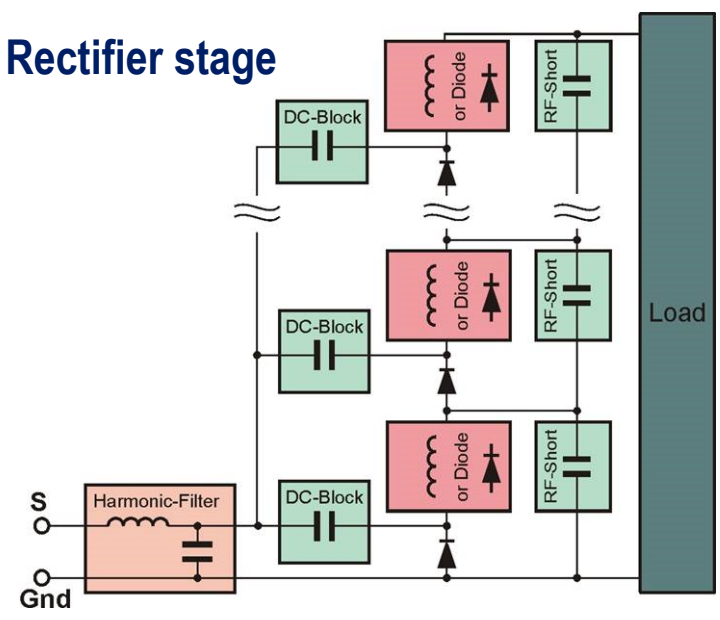 Rectifier stage
DC-Block
or Diode
RF-Short
DC-Block
or Diode
RF-Short
Load
DC-Block
or Diode
RF-Short
S
Harmonic-Filter
Gnd